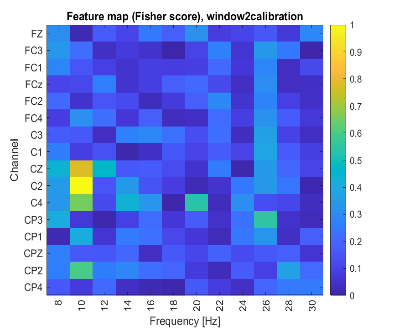 Feature map (Fisher score), window2calibration
Channel
FZ
FC3
FC1
FCz
FC2
FC4
C3
C1
CZ
C2
C4
CP3
CP1
CPZ
CP2
CP4
8 10 12 14 16 18 20 22 24 26 28 30
Frequency [Hz]
1
0.9
0.8
0.7
0.6
0.5
0.4
0.3
0.2
0.1
0